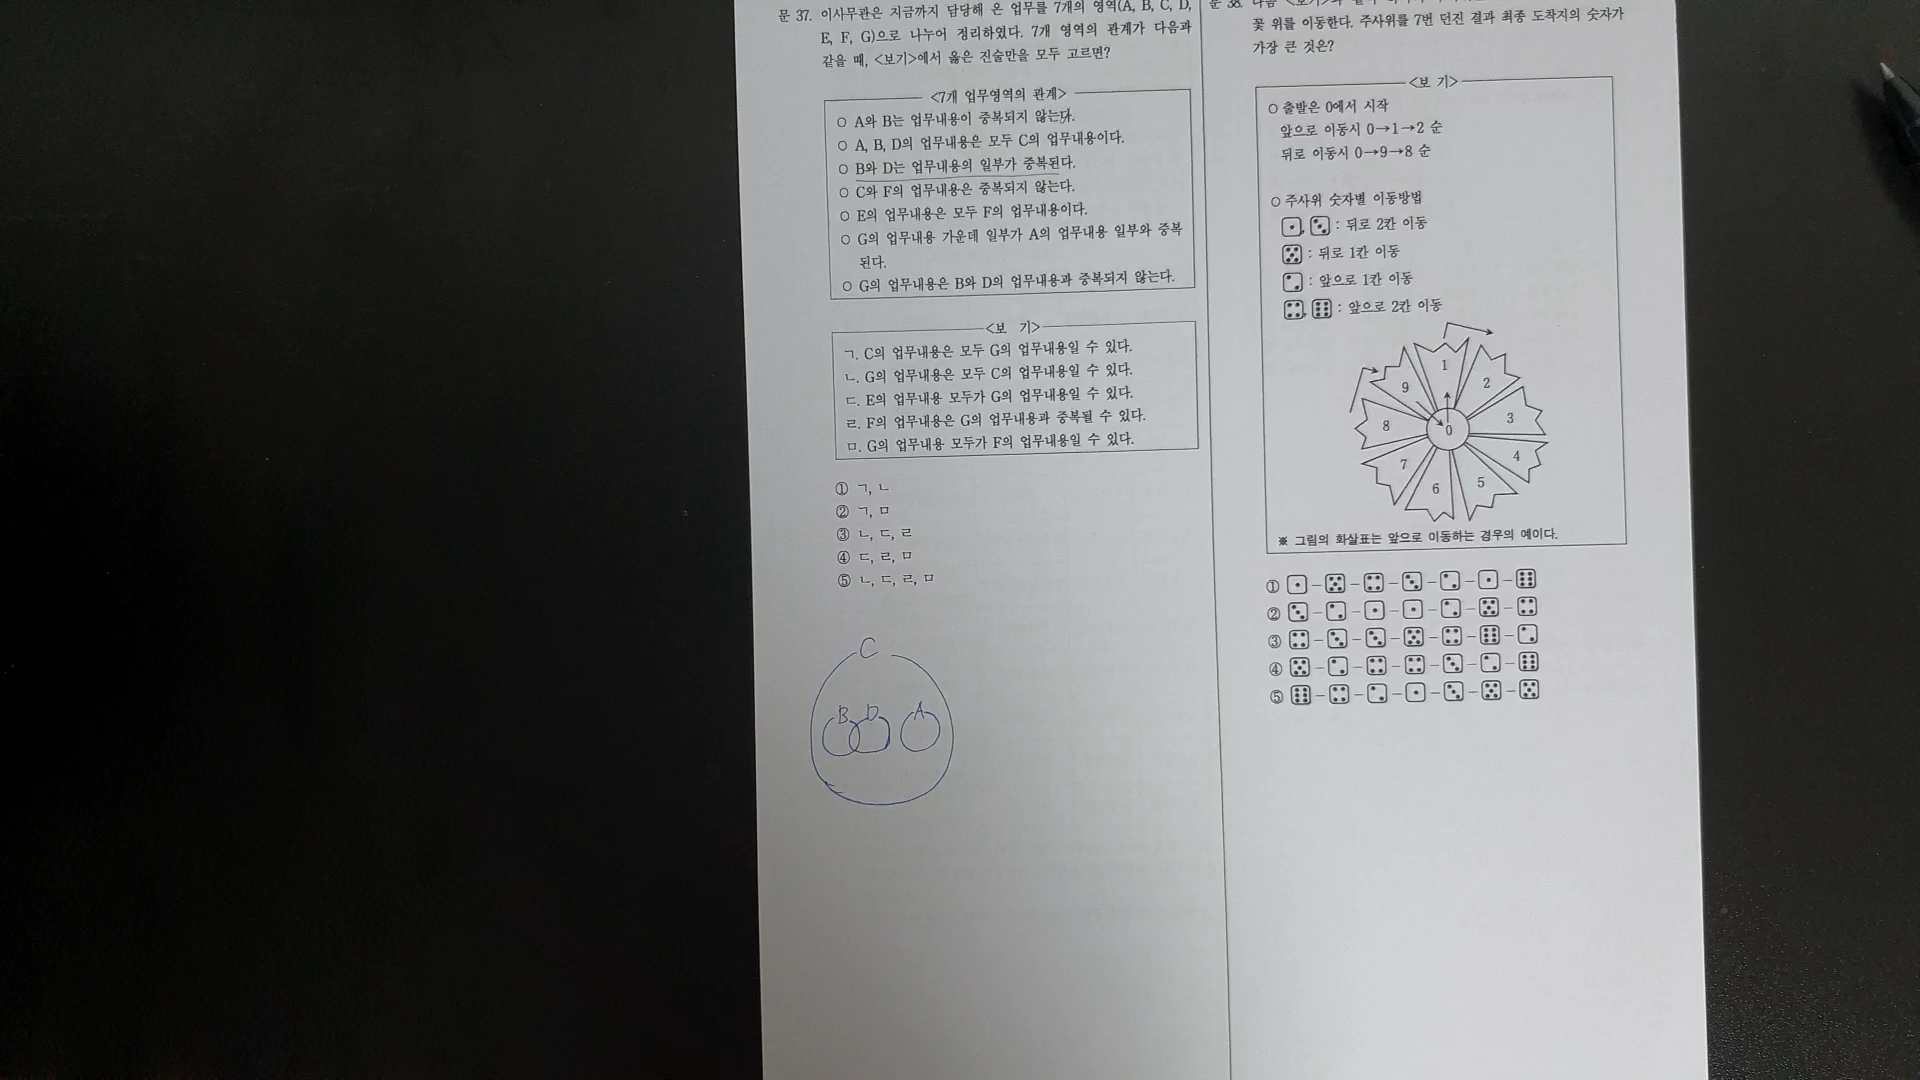 문 37. 이사무관은 지금까지 담당해 온 업무를 7개의 영역(A, B, C, D,
E, F, G)으로 나누어 정리하였다. 7개 영역의 관계가 다음과
같을 때, <보기>에서 옳은 진술만을 모두 고르면?
<7개 업무영역의 관계>
○ A와 B는 업무내용이 중복되지 않는다.
○ A, B, D의 업무내용은 모두 C의 업무내용이다.
○ B와 D는 업무내용의 일부가 중복된다.
○ C와 F의 업무내용은 중복되지 않는다.
○ E의 업무내용은 모두 F의 업무내용이다.
○ G의 업무내용 가운데 일부가 A의 업무내용 일부와 중복
된다.
○ G의 업무내용은 B와 D의 업무내용과 중복되지 않는다.
<보 기>
ㄱ. C의 업무내용은 모두 G의 업무내용일 수 있다.
ㄴ. G의 업무내용은 모두 C의 업무내용일 수 있다.
ㄷ. E의 업무내용 모두가 G의 업무내용일 수 있다.
ㄹ. F의 업무내용은 G의 업무내용과 중복될 수 있다.
ㅁ. G의 업무내용 모두가 F의 업무내용일 수 있다.
① ㄱ, ㄴ
② ㄱ, ㅁ
③ ㄴ, ㄷ, ㄹ
④ ㄷ, ㄹ, ㅁ
⑤ ㄴ, ㄷ, ㄹ, ㅁ
C
B D A
문 38.
꽃 위를 이동한다. 주사위를 7번 던진 결과 최종 도착지의 숫자가
가장 큰 것은?
<보 기>
○ 출발은 0에서 시작
앞으로 이동시 0→1→2 순
뒤로 이동시 0→9→8 순
○ 주사위 숫자별 이동방법
, : 뒤로 2칸 이동
: 뒤로 1칸 이동
: 앞으로 1칸 이동
, : 앞으로 2칸 이동
1
9 2
8 0 3
7 4
6 5
※ 그림의 화살표는 앞으로 이동하는 경우의 예이다.
①
②
③
④
⑤